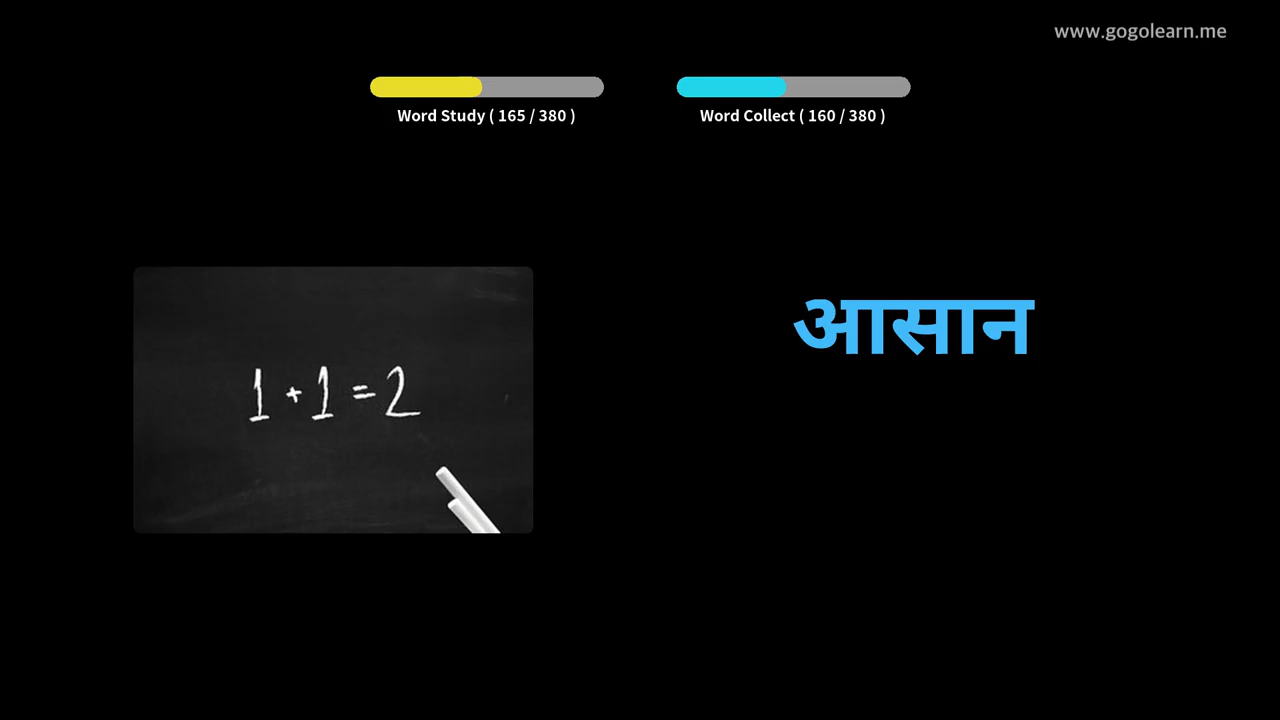 www.gogolearn.me
Word Study ( 165 / 380 )
Word Collect ( 160 / 380 )
आसान
1 + 1 = 2